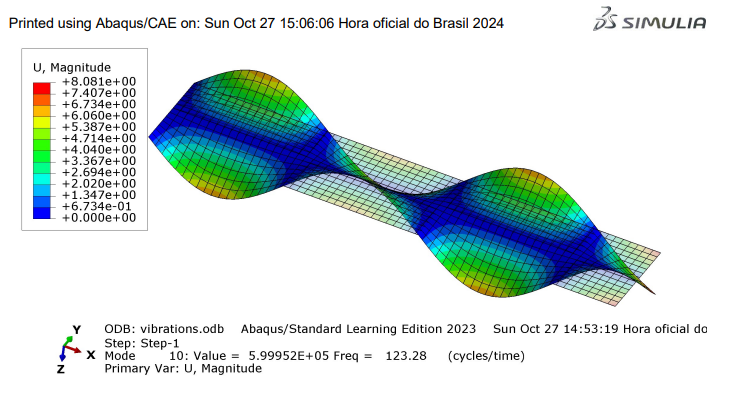 Printed using Abaqus/CAE on: Sun Oct 27 15:06:06 Hora oficial do Brasil 2024
SIMULIA
U, Magnitude
+8.081e+00
+7.407e+00
+6.734e+00
+6.060e+00
+5.387e+00
+4.714e+00
+4.040e+00
+3.367e+00
+2.694e+00
+2.020e+00
+1.347e+00
+6.734e-01
+0.000e+00
Y
X
Z
ODB: vibrations.odb Abaqus/Standard Learning Edition 2023 Sun Oct 27 14:53:19 Hora oficial do
Step: Step-1
Mode 10: Value = 5.99952E+05 Freq = 123.28 (cycles/time)
Primary Var: U, Magnitude